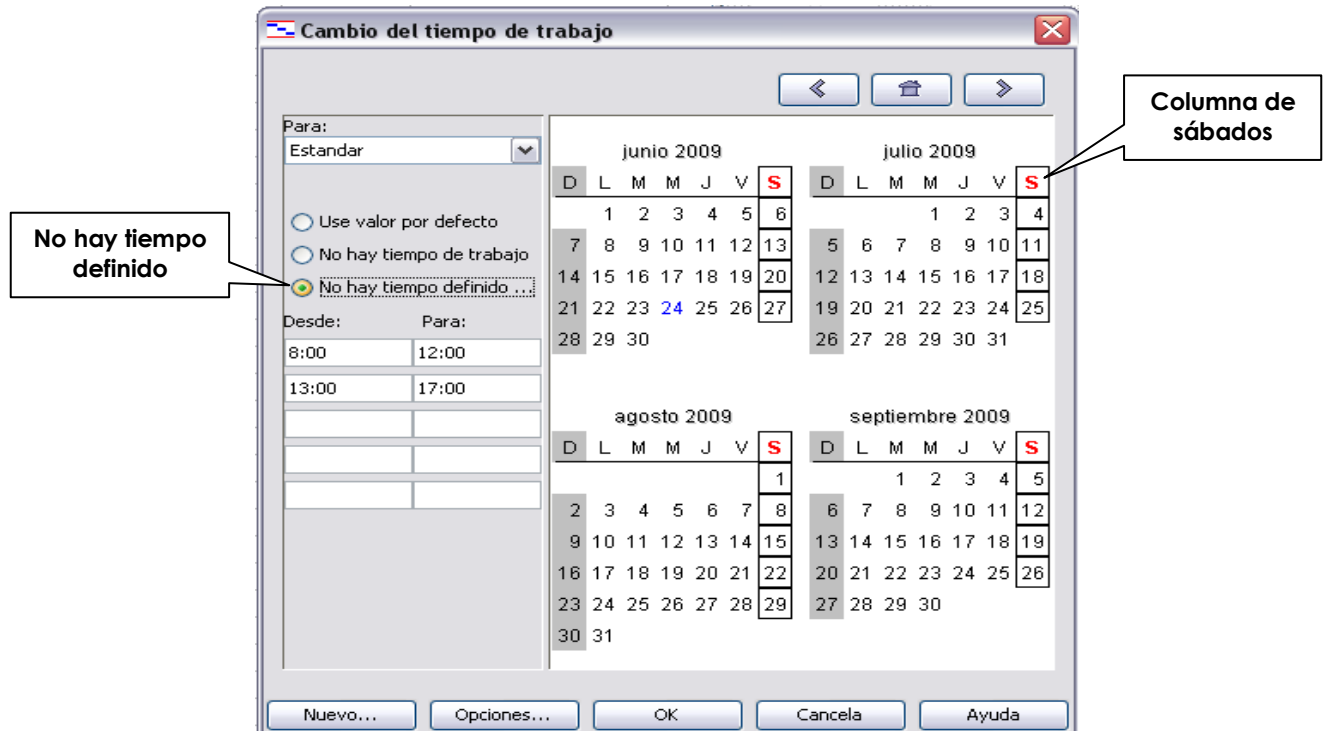 Cambio del tiempo de trabajo
Columna de
sábados
No hay tiempo
definido
Para:
Estandar
Use valor por defecto
No hay tiempo de trabajo
No hay tiempo definido ...
Desde: Para:
8:00 12:00
13:00 17:00
junio 2009
D L M M J V S
1 2 3 4 5 6
7 8 9 10 11 12 13
14 15 16 17 18 19 20
21 22 23 24 25 26 27
28 29 30
julio 2009
D L M M J V S
1 2 3 4
5 6 7 8 9 10 11
12 13 14 15 16 17 18
19 20 21 22 23 24 25
26 27 28 29 30 31
agosto 2009
D L M M J V S
1
2 3 4 5 6 7 8
9 10 11 12 13 14 15
16 17 18 19 20 21 22
23 24 25 26 27 28 29
30 31
septiembre 2009
D L M M J V S
1 2 3 4 5
6 7 8 9 10 11 12
13 14 15 16 17 18 19
20 21 22 23 24 25 26
27 28 29 30
Nuevo... Opciones... OK Cancela Ayuda